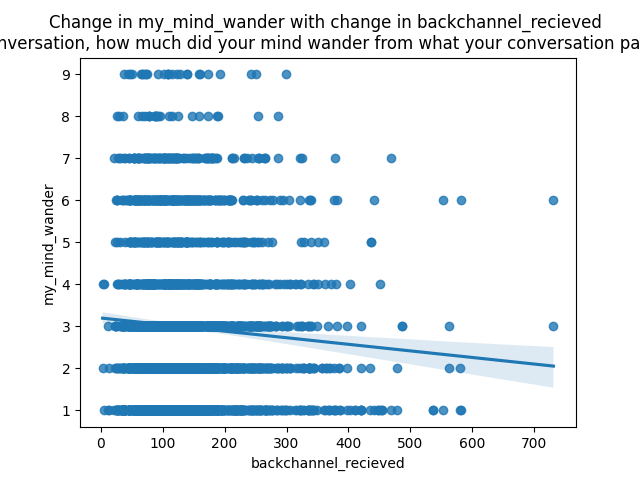 Change in my_mind_wander with change in backchannel_recieved
conversation, how much did your mind wander from what your conversation pa
9
8
7
6
5
4
3
2
1
my_mind_wander
0 100 200 300 400 500 600 700
backchannel_recieved